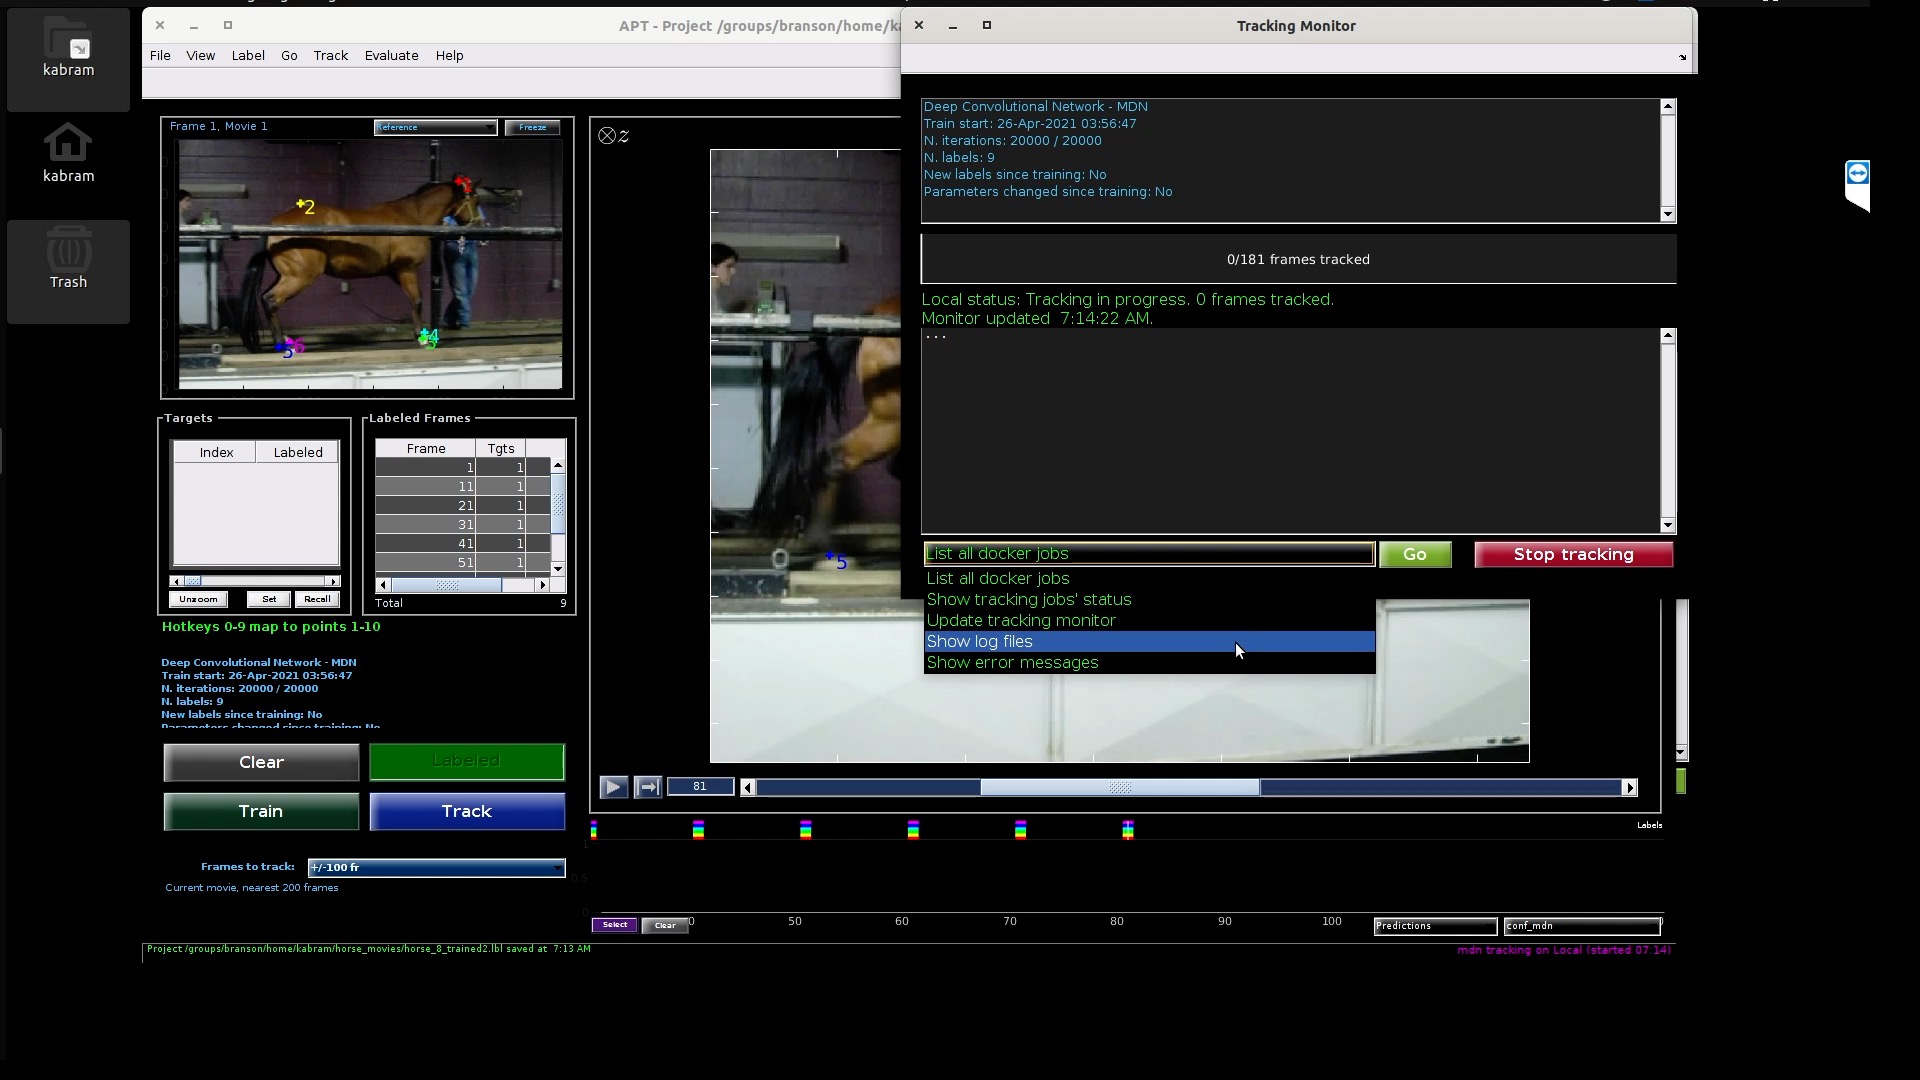 kabram
kabram
Trash
APT - Project /groups/branson/home/ka
File View Label Go Track Evaluate Help
Frame 1, Movie 1
Reference
Freeze
2
4
5
6
Targets
Index Labeled
Unzoom Set Recall
Labeled Frames
Frame Tgts
1 1
11 1
21 1
31 1
41 1
51 1
Total 9
Hotkeys 0-9 map to points 1-10
Deep Convolutional Network - MDN
Train start: 26-Apr-2021 03:56:47
N. iterations: 20000 / 20000
N. labels: 9
New labels since training: No
Parameters changed since training: No
Clear Labeled
Train Track
Frames to track: +/-100 fr
Current movie, nearest 200 frames
z
5
81
Labels
1
0.5
0
Select Clear 0 50 60 70 80 90 100
Predictions conf_mdn
Project /groups/branson/home/kabram/horse_movies/horse_8_trained2.lbl saved at 7:13 AM
mdn tracking on Local (started 07:14)
Tracking Monitor
Deep Convolutional Network - MDN
Train start: 26-Apr-2021 03:56:47
N. iterations: 20000 / 20000
N. labels: 9
New labels since training: No
Parameters changed since training: No
0/181 frames tracked
Local status: Tracking in progress. 0 frames tracked.
Monitor updated 7:14:22 AM.
...
List all docker jobs Go Stop tracking
List all docker jobs
Show tracking jobs' status
Update tracking monitor
Show log files
Show error messages